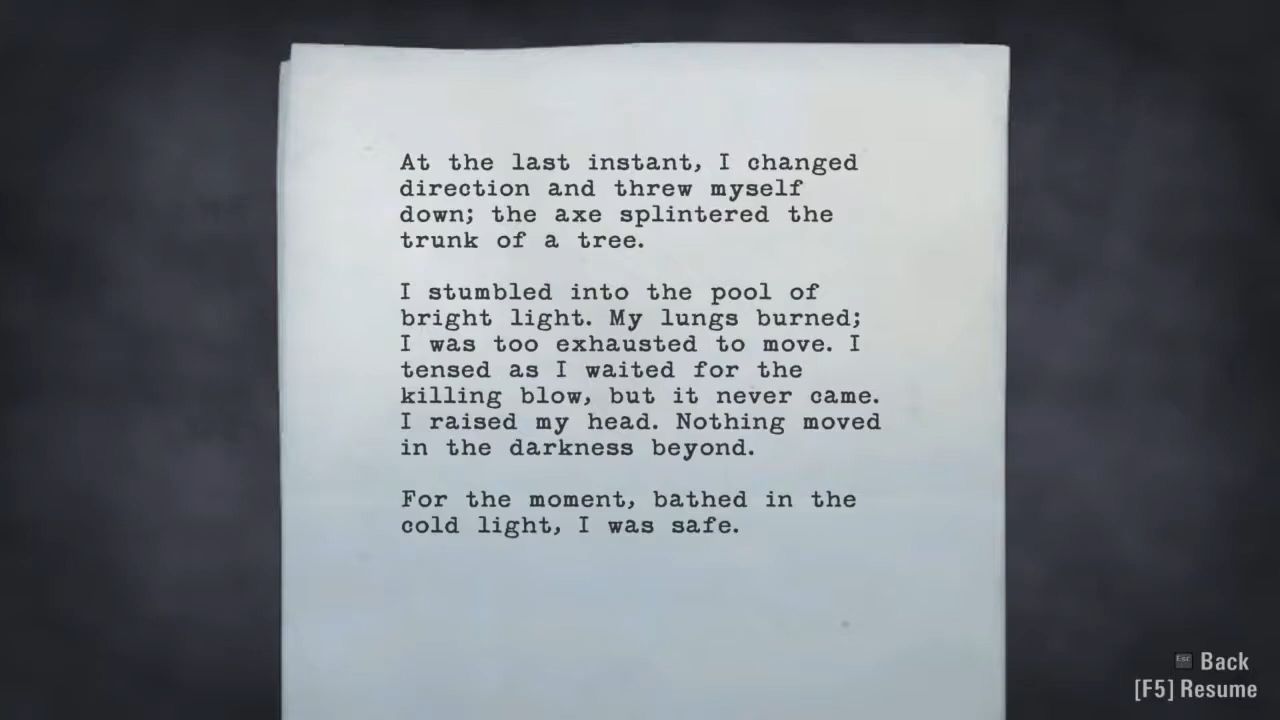 At the last instant, I changed
direction and threw myself
down; the axe splintered the
trunk of a tree.
I stumbled into the pool of
bright light. My lungs burned;
I was too exhausted to move. I
tensed as I waited for the
killing blow, but it never came.
I raised my head. Nothing moved
in the darkness beyond.
For the moment, bathed in the
cold light, I was safe.
Esc Back
[F5] Resume